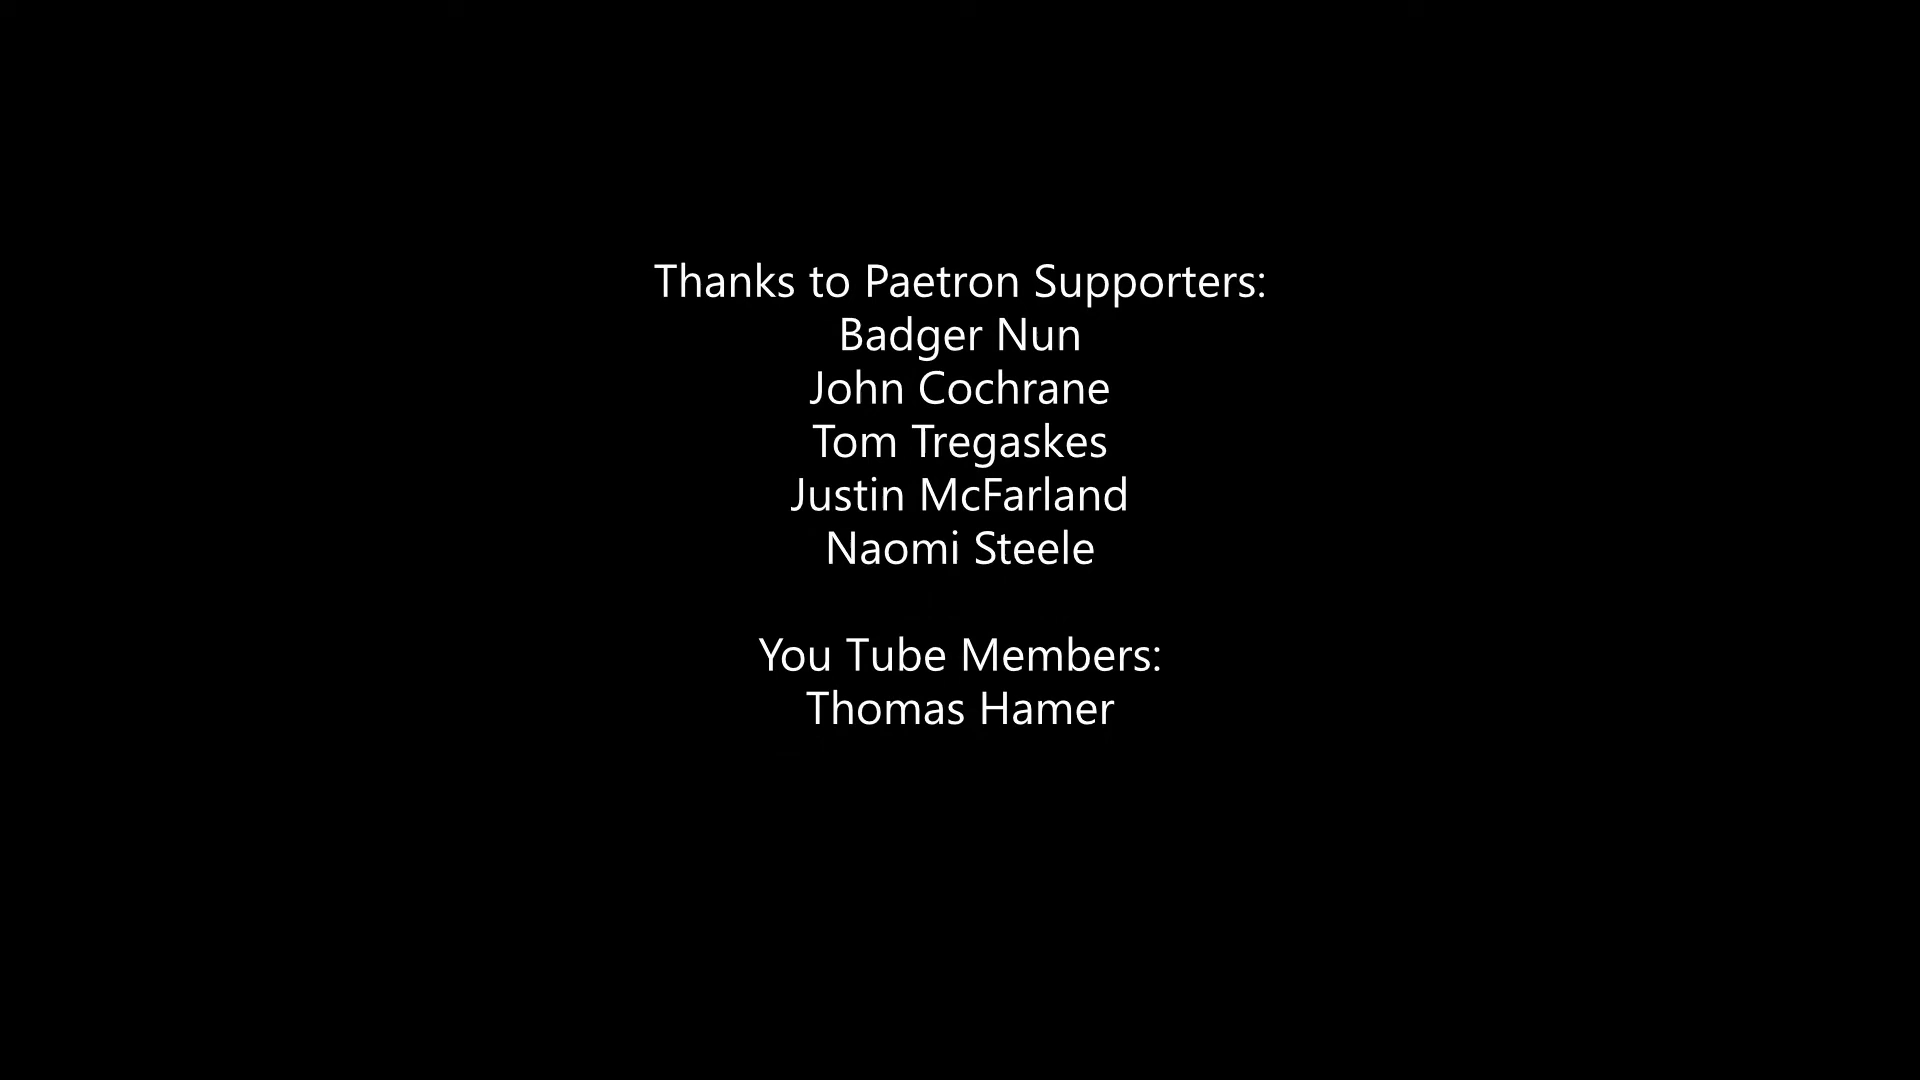 Thanks to Paetron Supporters:
Badger Nun
John Cochrane
Tom Tregaskes
Justin McFarland
Naomi Steele
You Tube Members:
Thomas Hamer